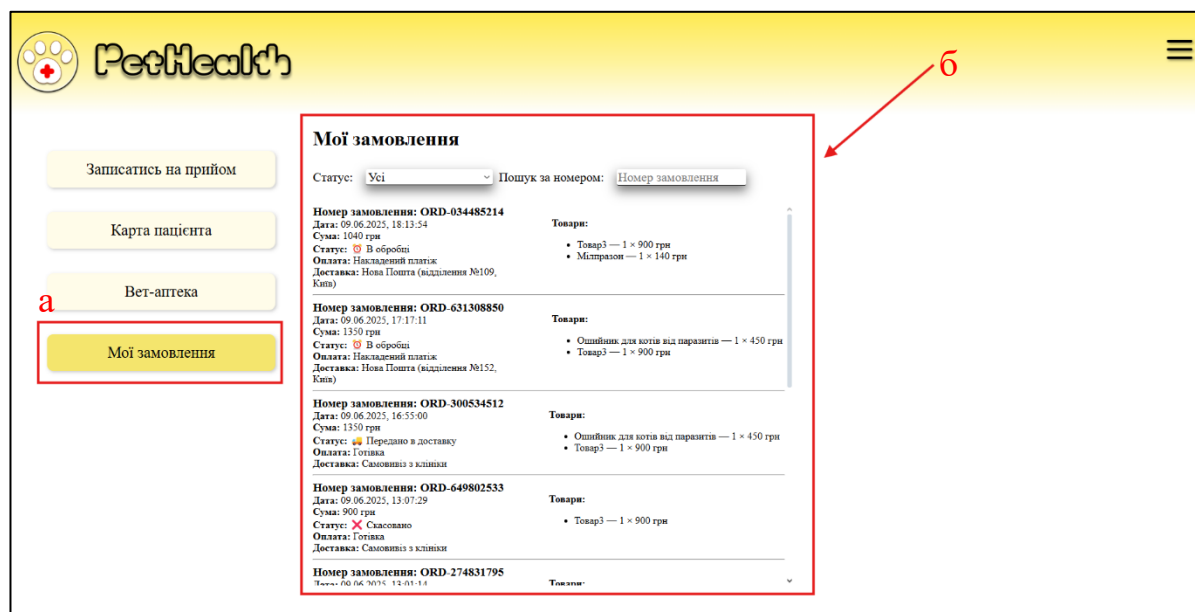 PetHealth
б
Записатись на прийом
Карта пацієнта
Вет-аптека
а
Мої замовлення
Мої замовлення
Статус: Усі Пошук за номером: Номер замовлення
Номер замовлення: ORD-034485214
Дата: 09.06.2025, 18:13:54
Сума: 1040 грн
Статус: ⏰ В обробці
Оплата: Накладений платіж
Доставка: Нова Пошта (відділення №109,
Київ)
Товари:
• Товар3 — 1 × 900 грн
• Мілпразон — 1 × 140 грн
Номер замовлення: ORD-631308850
Дата: 09.06.2025, 17:17:11
Сума: 1350 грн
Статус: ⏰ В обробці
Оплата: Накладений платіж
Доставка: Нова Пошта (відділення №152,
Київ)
Товари:
• Ошийник для котів від паразитів — 1 × 450 грн
• Товар3 — 1 × 900 грн
Номер замовлення: ORD-300534512
Дата: 09.06.2025, 16:55:00
Сума: 1350 грн
Статус: 🚚 Передано в доставку
Оплата: Готівка
Доставка: Самовивіз з клініки
Товари:
• Ошийник для котів від паразитів — 1 × 450 грн
• Товар3 — 1 × 900 грн
Номер замовлення: ORD-649802533
Дата: 09.06.2025, 13:07:29
Сума: 900 грн
Статус: ❌ Скасовано
Оплата: Готівка
Доставка: Самовивіз з клініки
Товари:
• Товар3 — 1 × 900 грн
Номер замовлення: ORD-274831795
Дата: 09.06.2025, 13:01:14
Товари: